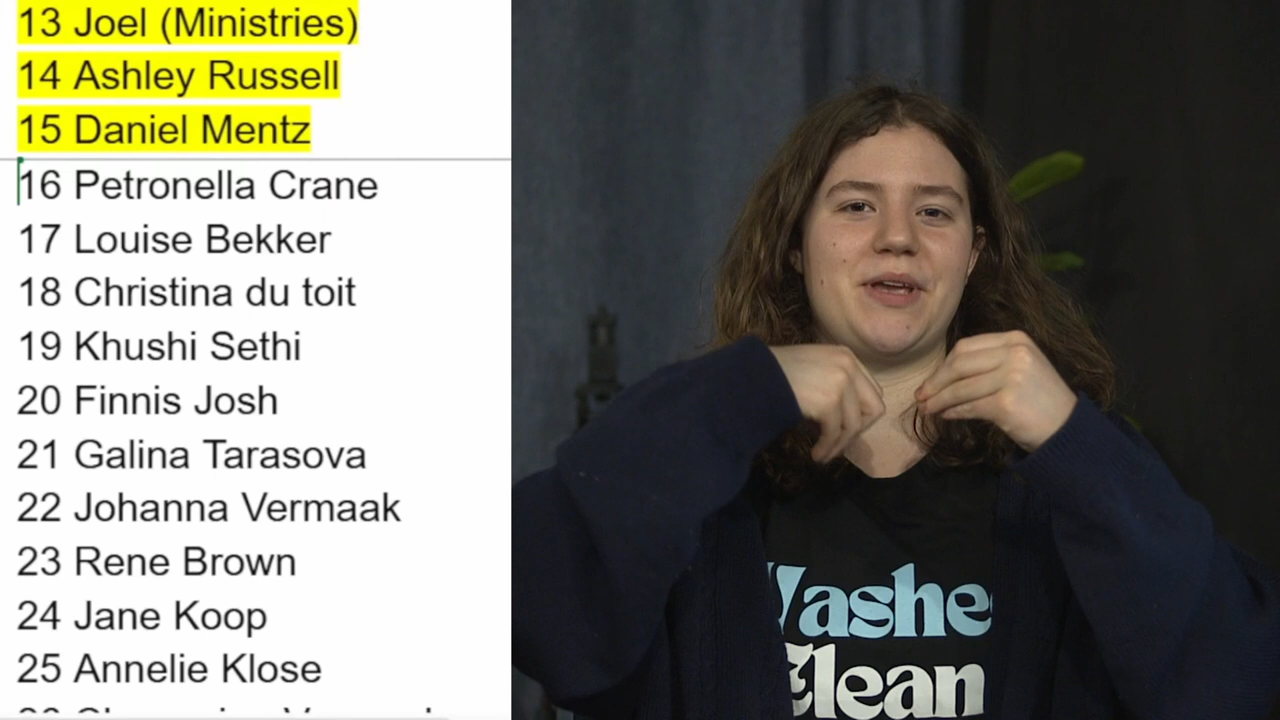 13 Joel (Ministries)
14 Ashley Russell
15 Daniel Mentz
16 Petronella Crane
17 Louise Bekker
18 Christina du toit
19 Khushi Sethi
20 Finnis Josh
21 Galina Tarasova
22 Johanna Vermaak
23 Rene Brown
24 Jane Koop
25 Annelie Klose
Clean